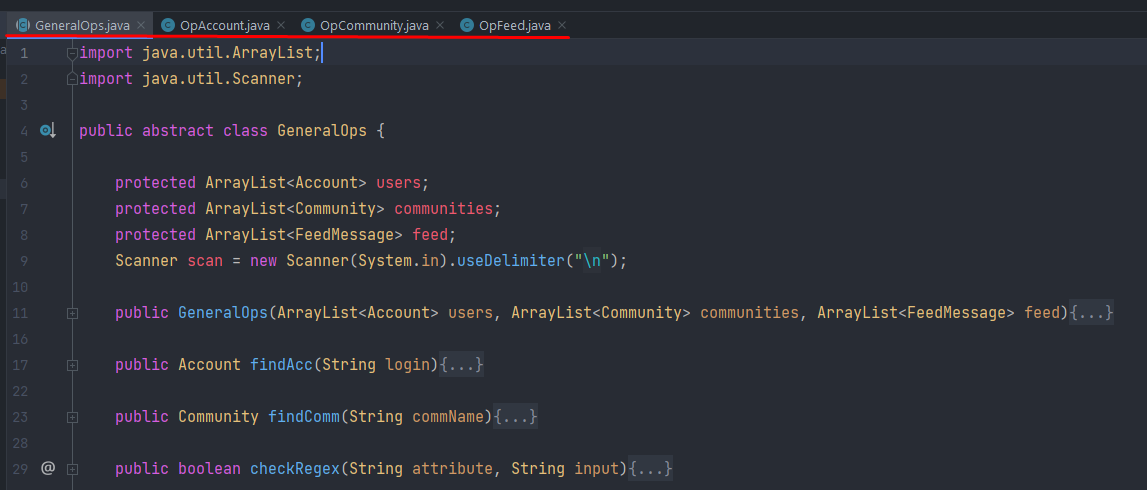 GeneralOps.java × OpAccount.java × OpCommunity.java × OpFeed.java ×
1 import java.util.ArrayList;
2 import java.util.Scanner;
3
4 public abstract class GeneralOps {
5
6 protected ArrayList<Account> users;
7 protected ArrayList<Community> communities;
8 protected ArrayList<FeedMessage> feed;
9 Scanner scan = new Scanner(System.in).useDelimiter("\n");
10
11 public GeneralOps(ArrayList<Account> users, ArrayList<Community> communities, ArrayList<FeedMessage> feed){...}
16
17 public Account findAcc(String login){...}
22
23 public Community findComm(String commName){...}
28
29 @ public boolean checkRegex(String attribute, String input){...}